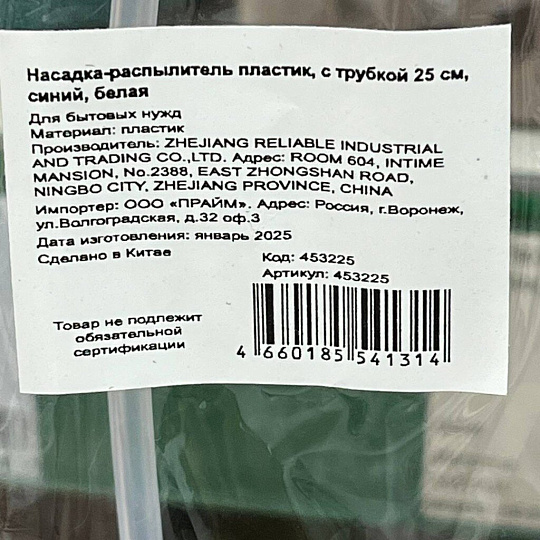 Насадка-распылитель пластик, с трубкой 25 см,
синий, белая
Для бытовых нужд
Материал: пластик
Производитель: ZHEJIANG RELIABLE INDUSTRIAL
AND TRADING CO.,LTD. Адрес: ROOM 604, INTIME
MANSION, No.2388, EAST ZHONGSHAN ROAD,
NINGBO CITY, ZHEJIANG PROVINCE, CHINA
Импортер: ООО «ПРАЙМ». Адрес: Россия, г.Воронеж,
ул.Волгоградская, д.32 оф.3
Дата изготовления: январь 2025
Сделано в Китае
Код: 453225
Артикул: 453225
Товар не подлежит
обязательной
сертификации
4 660185 541314